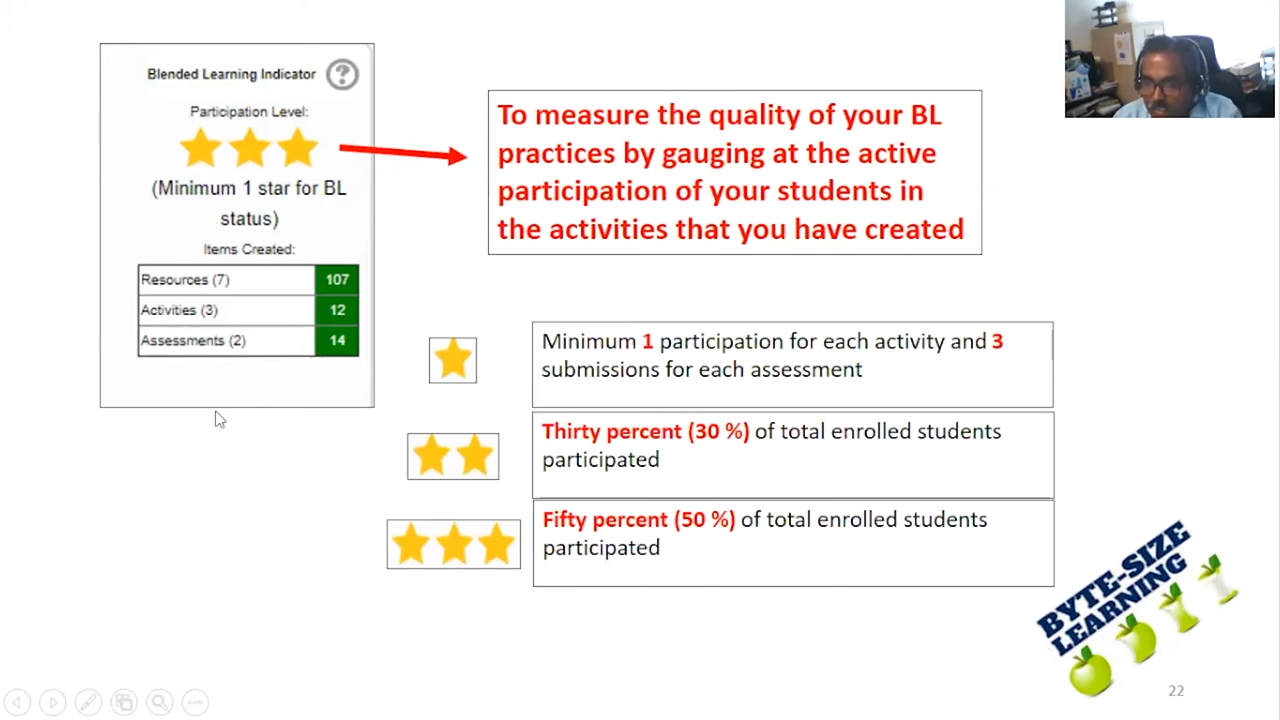 Blended Learning Indicator ?
Participation Level:
(Minimum 1 star for BL
status)
Items Created:
Resources (7) 107
Activities (3) 12
Assessments (2) 14
To measure the quality of your BL
practices by gauging at the active
participation of your students in
the activities that you have created
Minimum 1 participation for each activity and 3
submissions for each assessment
Thirty percent (30 %) of total enrolled students
participated
Fifty percent (50 %) of total enrolled students
participated
BYTE-SIZE
LEARNING
22